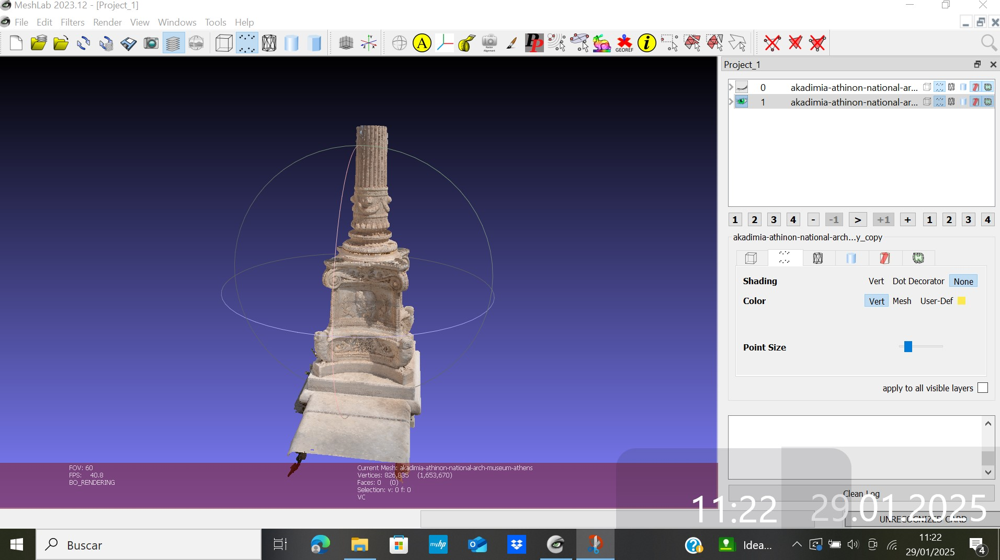 MeshLab 2023.12 - [Project_1]
File Edit Filters Render View Windows Tools Help
A
Raster Alignment
PP
GEOREF
i
Y
Z X
Project_1
0 akadimia-athinon-national-ar...
1 akadimia-athinon-national-ar...
1 2 3 4 - -1 > +1 + 1 2 3 4
akadimia-athinon-national-arch...y_copy
Shading Vert Dot Decorator None
Color Vert Mesh User-Def
Point Size
apply to all visible layers
FOV: 60
FPS: 40.8
BO_RENDERING
Current Mesh: akadimia-athinon-national-arch-museum-athens
Vertices: 826,835 (1,653,670)
Faces: 0 (0)
Selection: v: 0 f: 0
VC
Clean Log
11:22 29.01.2025
UNRECOGNIZED CARD
Buscar
myhp
Idea...
11:22
29/01/2025
4